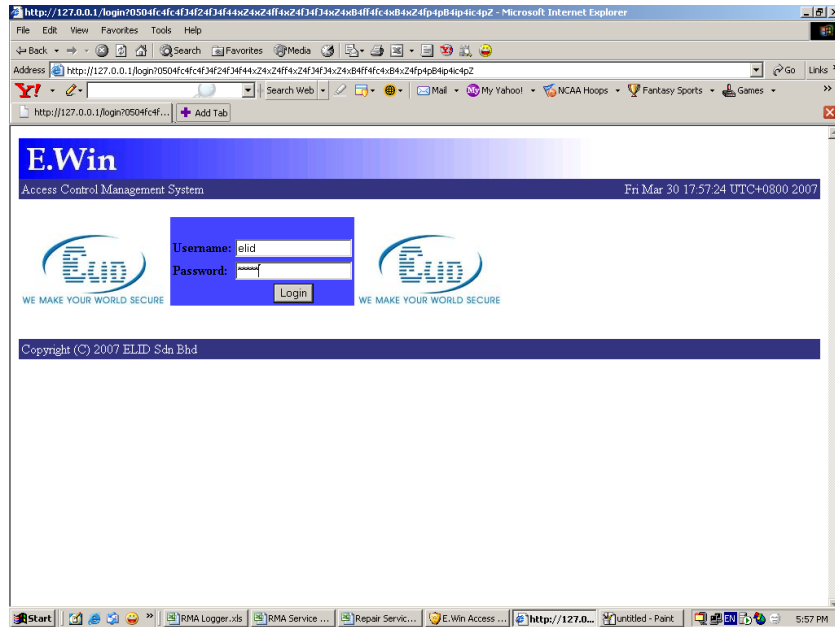 http://127.0.0.1/login?0504fc4fc4fJ4f24fJ4f44xZ4xZ4ff4xZ4fJ4fJ4xZ4xB4ff4fc4xB4xZ4fp4pB4ip4ic4pZ - Microsoft Internet Explorer
File Edit View Favorites Tools Help
Back Search Favorites Media
Address http://127.0.0.1/login?0504fc4fc4fJ4f24fJ4f44xZ4xZ4ff4xZ4fJ4fJ4xZ4xB4ff4fc4xB4xZ4fp4pB4ip4ic4pZ Go Links
Y! Search Web Mail My Yahoo! NCAA Hoops Fantasy Sports Games
http://127.0.0.1/login?0504fc4f... Add Tab
E.Win
Access Control Management System Fri Mar 30 17:57:24 UTC+0800 2007
ELID
WE MAKE YOUR WORLD SECURE
Username: elid
Password: *****
Login
ELID
WE MAKE YOUR WORLD SECURE
Copyright (C) 2007 ELID Sdn Bhd
Start RMA Logger.xls RMA Service ... Repair Servic... E.Win Access ... http://127.0... untitled - Paint EN 5:57 PM